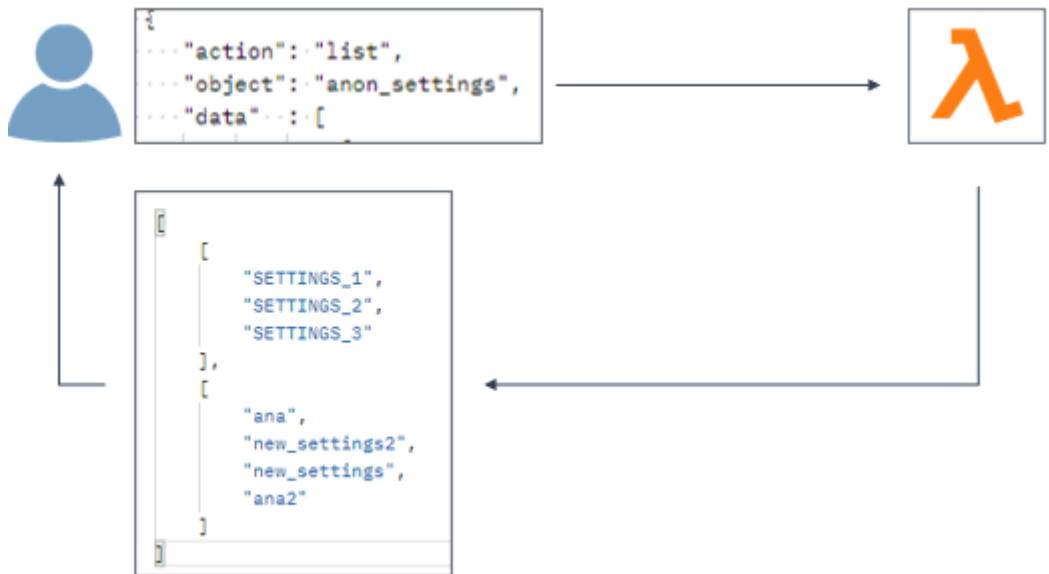 {
"action": "list",
"object": "anon_settings",
"data" : [
[
[
"SETTINGS_1",
"SETTINGS_2",
"SETTINGS_3"
],
[
"ana",
"new_settings2",
"new_settings",
"ana2"
]
]
λ